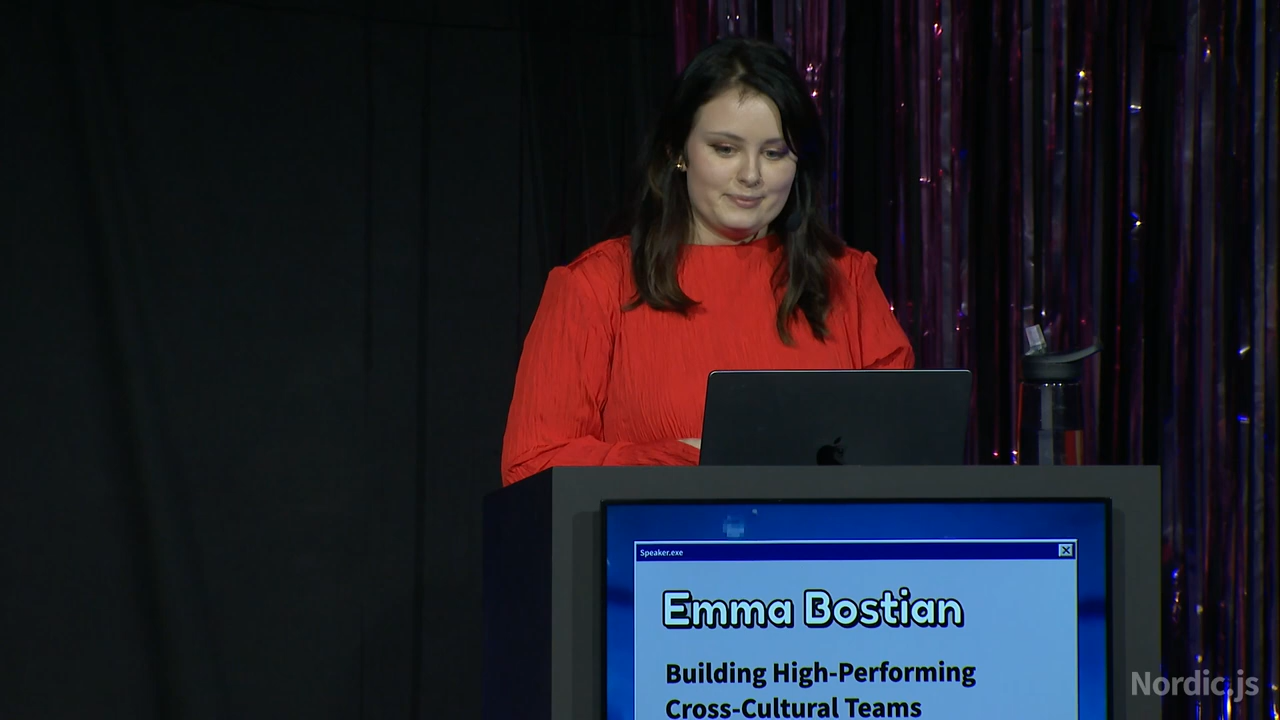 Speaker.exe
Emma Bostian
Building High-Performing
Cross-Cultural Teams
Nordic.js